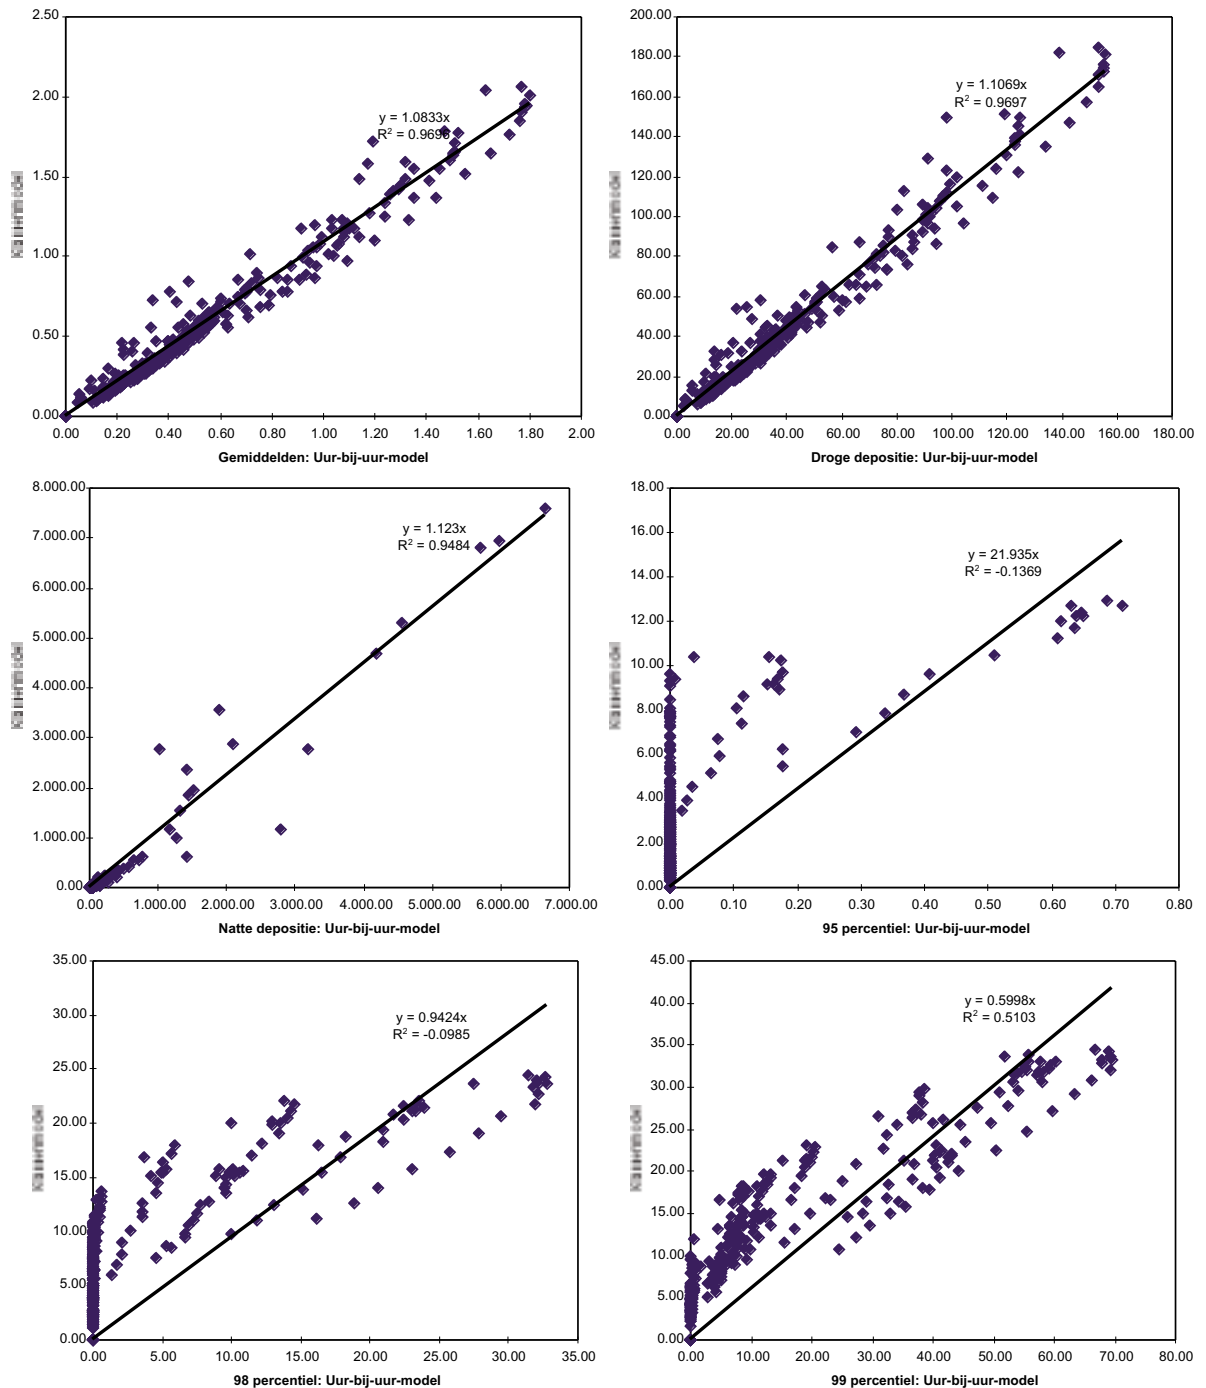 2.50
2.00
1.50
1.00
0.50
0.00
y = 1.0833x
R² = 0.9696
0.00 0.20 0.40 0.60 0.80 1.00 1.20 1.40 1.60 1.80 2.00
Gemiddelden: Uur-bij-uur-model
200.00
180.00
160.00
140.00
120.00
100.00
80.00
60.00
40.00
20.00
0.00
y = 1.1069x
R² = 0.9697
0.00 20.00 40.00 60.00 80.00 100.00 120.00 140.00 160.00 180.00
Droge depositie: Uur-bij-uur-model
8.000.00
7.000.00
6.000.00
5.000.00
4.000.00
3.000.00
2.000.00
1.000.00
0.00
y = 1.123x
R² = 0.9484
0.00 1.000.00 2.000.00 3.000.00 4.000.00 5.000.00 6.000.00 7.000.00
Natte depositie: Uur-bij-uur-model
18.00
16.00
14.00
12.00
10.00
8.00
6.00
4.00
2.00
0.00
y = 21.935x
R² = -0.1369
0.00 0.10 0.20 0.30 0.40 0.50 0.60 0.70 0.80
95 percentiel: Uur-bij-uur-model
35.00
30.00
25.00
20.00
15.00
10.00
5.00
0.00
y = 0.9424x
R² = -0.0985
0.00 5.00 10.00 15.00 20.00 25.00 30.00 35.00
98 percentiel: Uur-bij-uur-model
45.00
40.00
35.00
30.00
25.00
20.00
15.00
10.00
5.00
0.00
y = 0.5998x
R² = 0.5103
0.00 10.00 20.00 30.00 40.00 50.00 60.00 70.00 80.00
99 percentiel: Uur-bij-uur-model